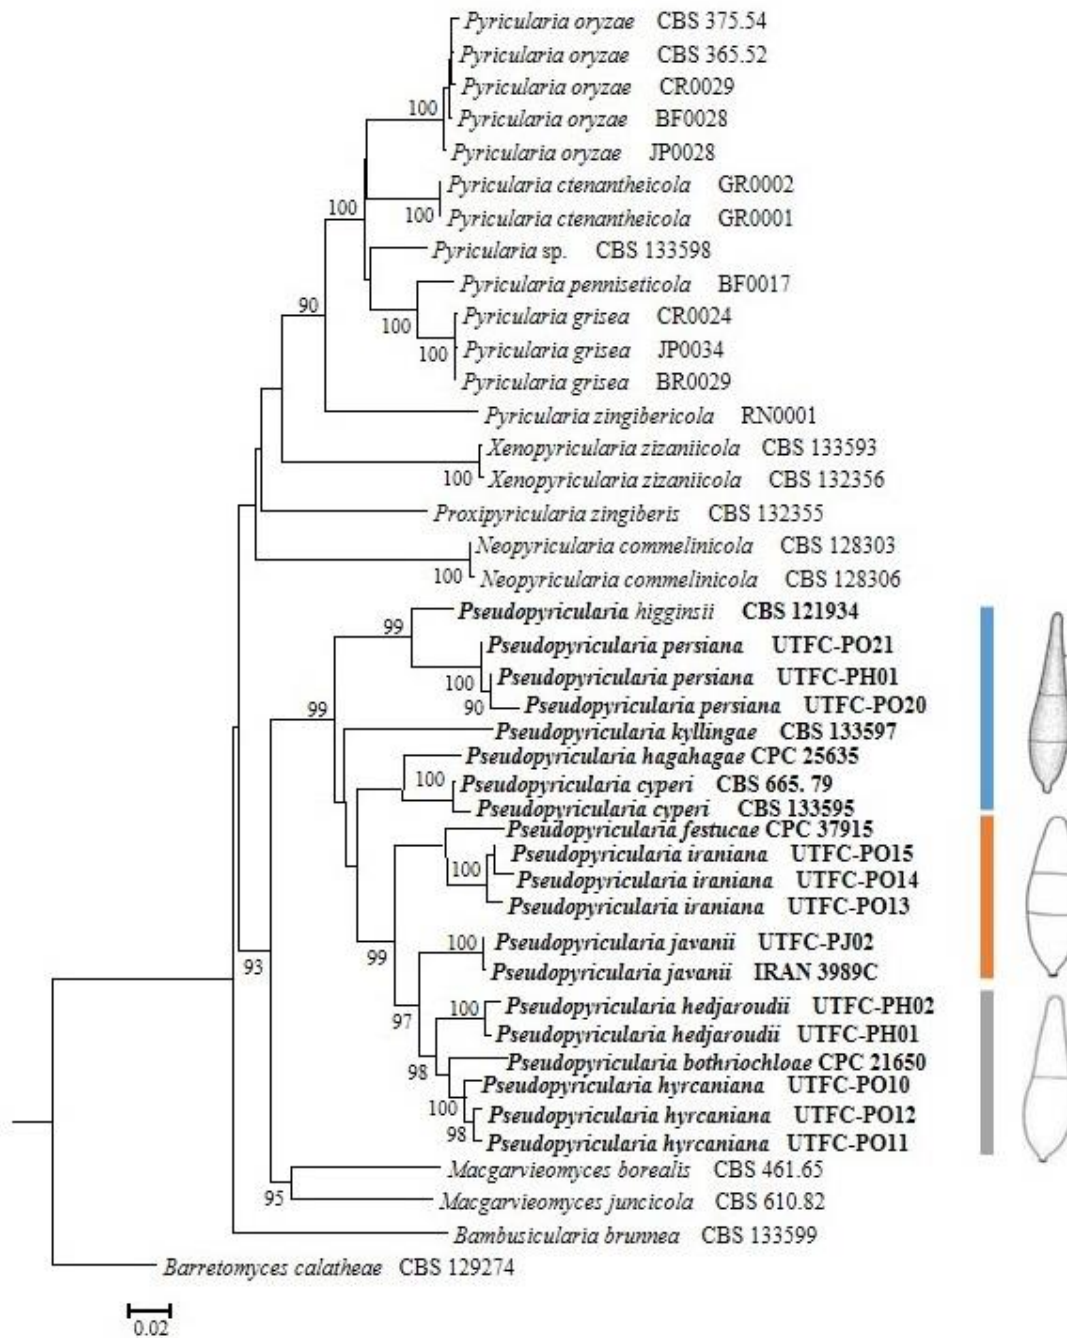 Pyricularia oryzae CBS 375.54
Pyricularia oryzae CBS 365.52
Pyricularia oryzae CR0029
Pyricularia oryzae BF0028
100
Pyricularia oryzae JP0028
Pyricularia ctenantheicola GR0002
100
100
Pyricularia ctenantheicola GR0001
Pyricularia sp. CBS 133598
Pyricularia penniseticola BF0017
90
Pyricularia grisea CR0024
100
100
Pyricularia grisea JP0034
Pyricularia grisea BR0029
Pyricularia zingibericola RN0001
Xenopyricularia zizaniicola CBS 133593
100
Xenopyricularia zizaniicola CBS 132356
Proxipyricularia zingiberis CBS 132355
Neopyricularia commelinicola CBS 128303
100
Neopyricularia commelinicola CBS 128306
Pseudopyricularia higginsii CBS 121934
99
Pseudopyricularia persiana UTFC-PO21
100
Pseudopyricularia persiana UTFC-PH01
90
Pseudopyricularia persiana UTFC-PO20
99
Pseudopyricularia kyllingae CBS 133597
Pseudopyricularia hagahagae CPC 25635
100
Pseudopyricularia cyperi CBS 665. 79
Pseudopyricularia cyperi CBS 133595
Pseudopyricularia festucae CPC 37915
Pseudopyricularia iraniana UTFC-PO15
100
Pseudopyricularia iraniana UTFC-PO14
Pseudopyricularia iraniana UTFC-PO13
100
Pseudopyricularia javanii UTFC-PJ02
99
93
Pseudopyricularia javanii IRAN 3989C
100
Pseudopyricularia hedjaroudii UTFC-PH02
97
Pseudopyricularia hedjaroudii UTFC-PH01
Pseudopyricularia bothriochloae CPC 21650
98
Pseudopyricularia hyrcaniana UTFC-PO10
100
Pseudopyricularia hyrcaniana UTFC-PO12
98
Pseudopyricularia hyrcaniana UTFC-PO11
Macgarvieomyces borealis CBS 461.65
95
Macgarvieomyces juncicola CBS 610.82
Bambusicularia brunnea CBS 133599
Barretomyces calatheae CBS 129274
0.02